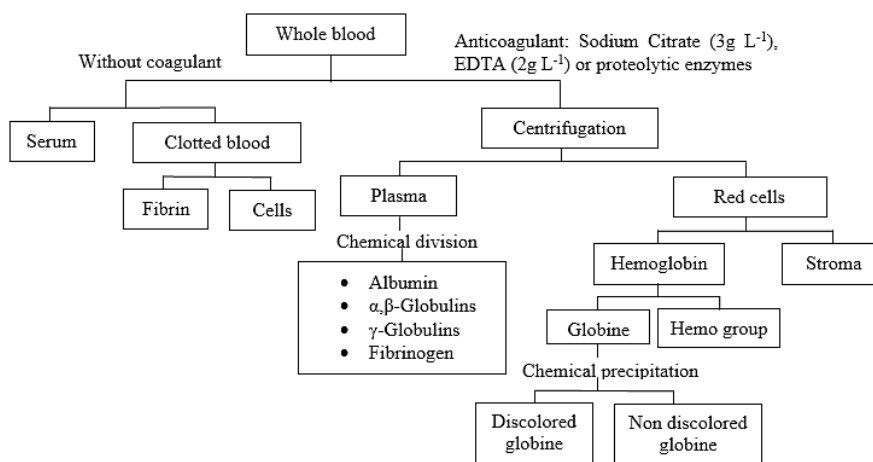 Whole blood
Anticoagulant: Sodium Citrate (3g L⁻¹),
EDTA (2g L⁻¹) or proteolytic enzymes
Without coagulant
Serum
Clotted blood
Centrifugation
Fibrin
Cells
Plasma
Red cells
Chemical division
Hemoglobin
Stroma
• Albumin
• α,β-Globulins
• γ-Globulins
• Fibrinogen
Globine
Hemo group
Chemical precipitation
Discolored
globine
Non discolored
globine